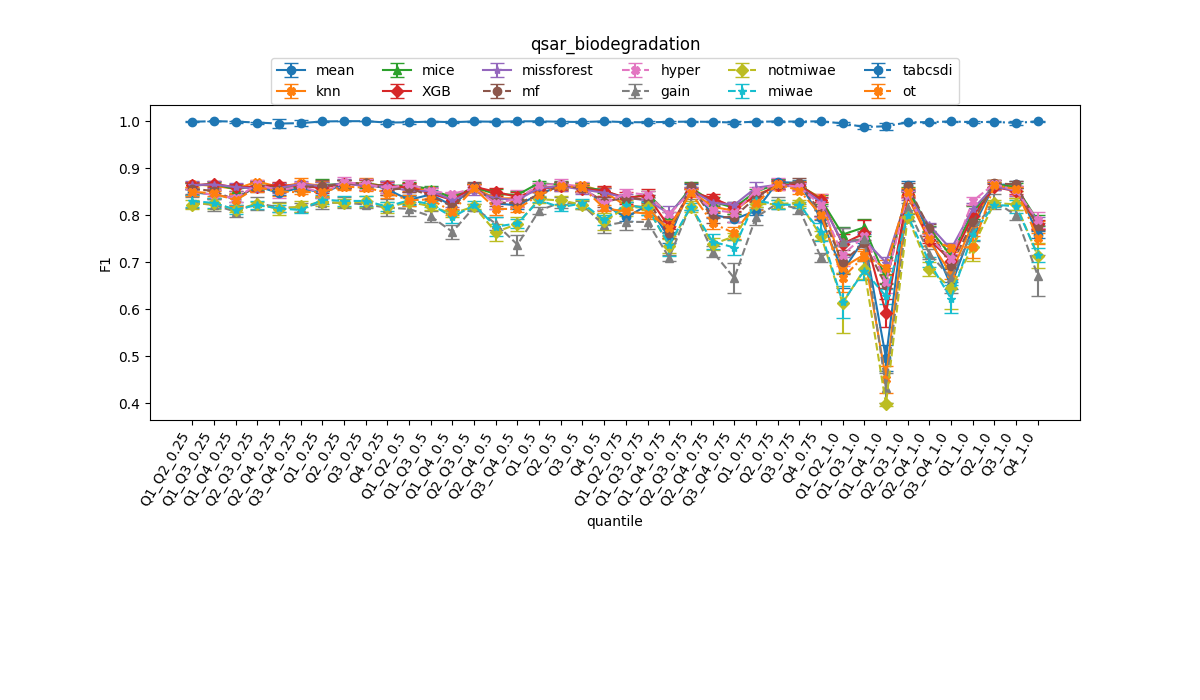 qsar_biodegradation
mean mice missforest hyper notmiwae tabcsdi
knn XGB mf gain miwae ot
1.0
0.9
0.8
0.7
0.6
0.5
0.4
F1
Q1_Q2_0.25
Q1_Q3_0.25
Q1_Q4_0.25
Q2_Q3_0.25
Q2_Q4_0.25
Q3_Q4_0.25
Q1_0.25
Q2_0.25
Q3_0.25
Q4_0.25
Q1_Q2_0.5
Q1_Q3_0.5
Q1_Q4_0.5
Q2_Q3_0.5
Q2_Q4_0.5
Q3_Q4_0.5
Q1_0.5
Q2_0.5
Q3_0.5
Q4_0.5
Q1_Q2_0.75
Q1_Q3_0.75
Q1_Q4_0.75
Q2_Q3_0.75
Q2_Q4_0.75
Q3_Q4_0.75
Q1_0.75
Q2_0.75
Q3_0.75
Q4_0.75
Q1_Q2_1.0
Q1_Q3_1.0
Q1_Q4_1.0
Q2_Q3_1.0
Q2_Q4_1.0
Q3_Q4_1.0
Q1_1.0
Q2_1.0
Q3_1.0
Q4_1.0
quantile